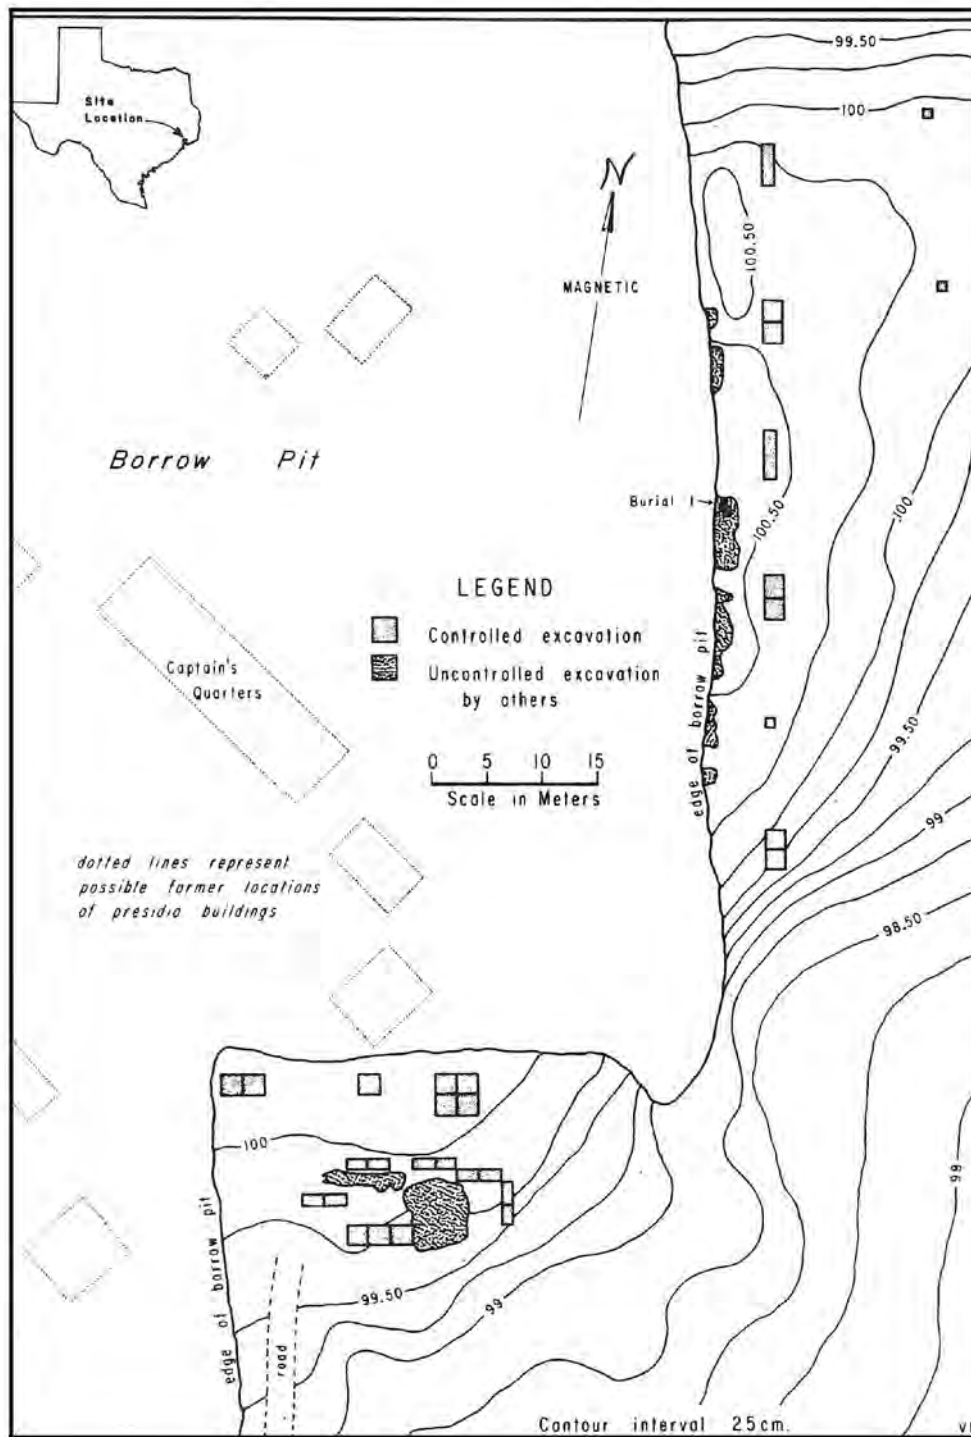 99.50
Site
Location
100
N
MAGNETIC
100.50
Borrow Pit
Burial 1
100.50
100
LEGEND
Controlled excavation
Uncontrolled excavation
by others
Captain's
Quarters
edge of borrow pit
99.50
0 5 10 15
Scale in Meters
99
dotted lines represent
possible former locations
of presidio buildings
98.50
100
98
edge of borrow pit
99.50
99
road
Contour interval 25cm.